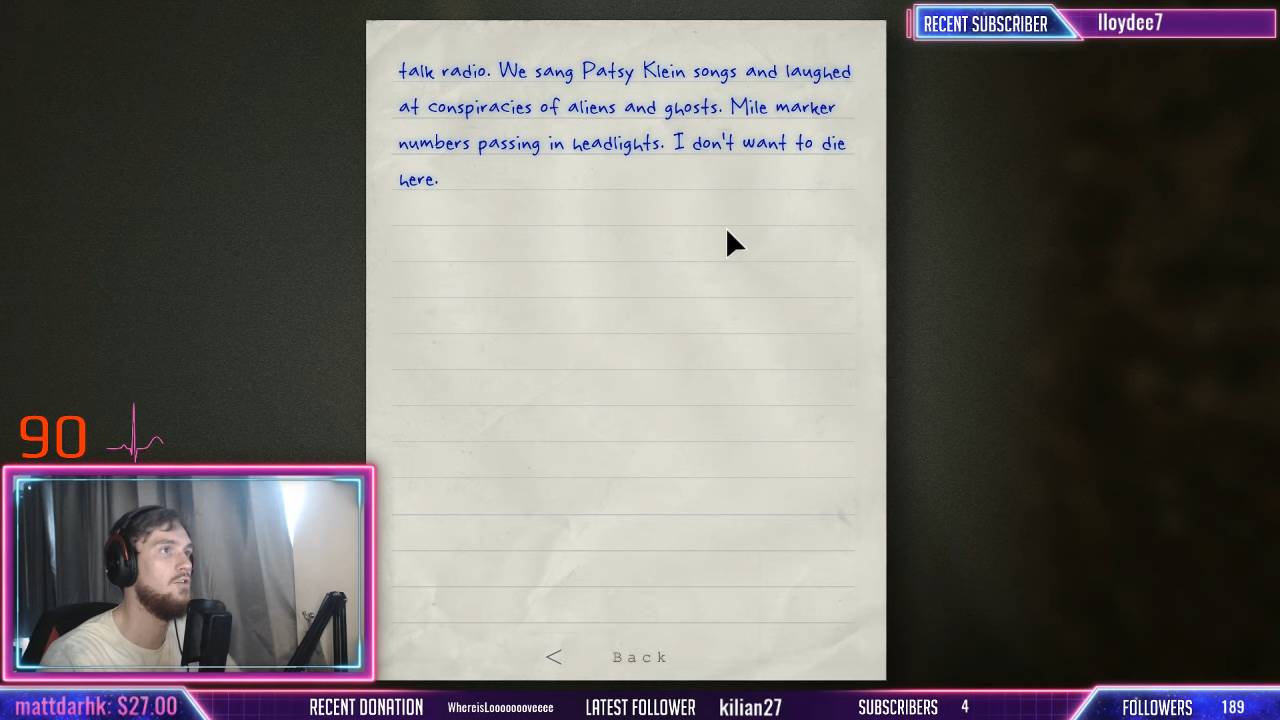 RECENT SUBSCRIBER lloydee7
talk radio. We sang Patsy Klein songs and laughed
at conspiracies of aliens and ghosts. Mile marker
numbers passing in headlights. I don't want to die
here.
90
< Back
mattdarhk: $27.00 RECENT DONATION WhereisLoooooooveeee LATEST FOLLOWER kilian27 SUBSCRIBERS 4 FOLLOWERS 189